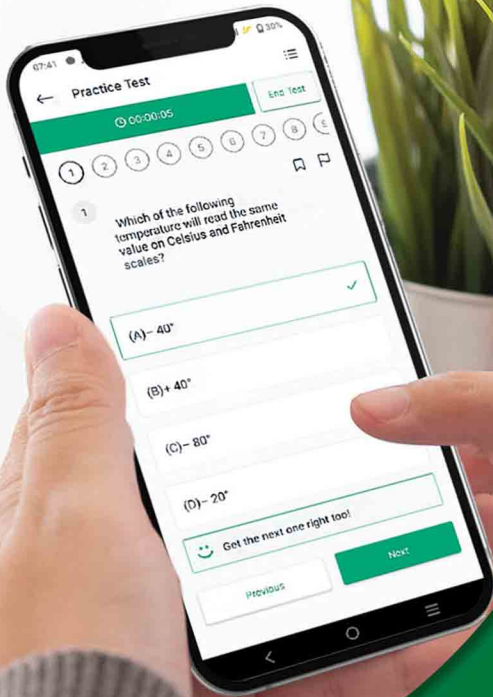 07:41 30%
← Practice Test
00:00:05 End Test
1 2 3 4 5 6 7 8 9
1 Which of the following
temperature will read the same
value on Celsius and Fahrenheit
scales?
(A)– 40°
(B)+ 40°
(C)– 80°
(D)– 20°
Get the next one right too!
Previous Next